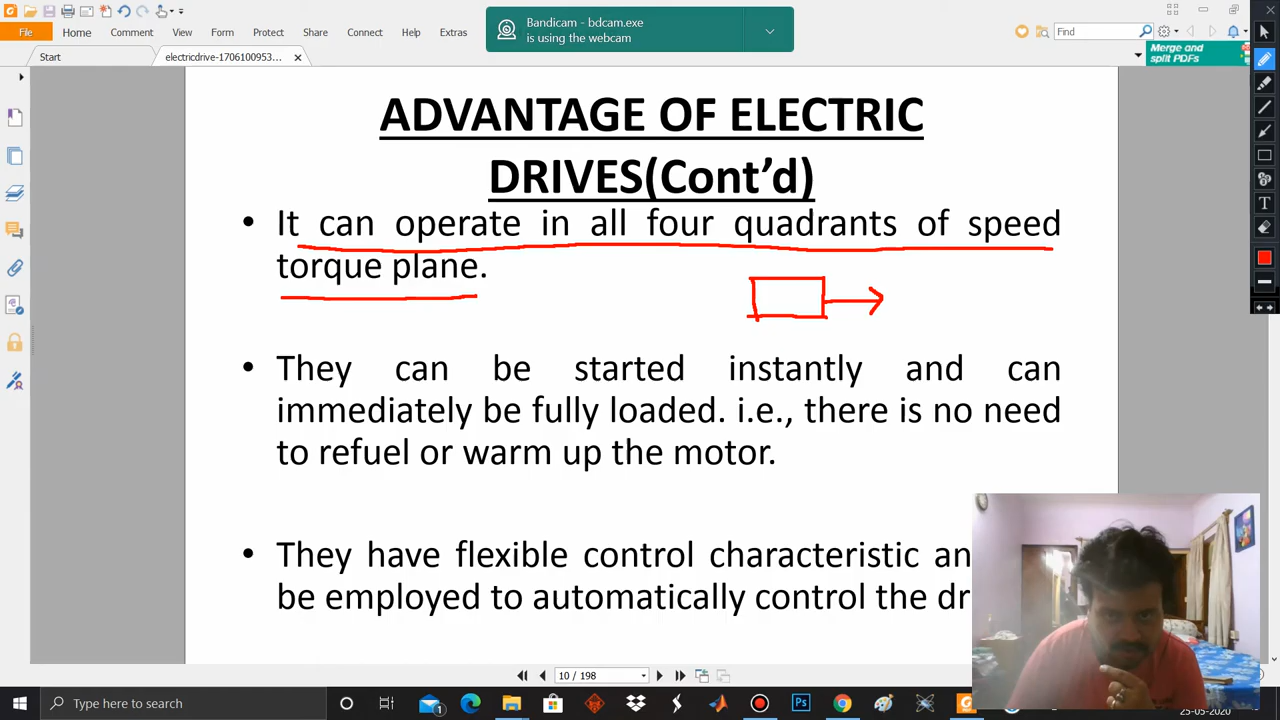 Bandicam - bdcam.exe
is using the webcam
File Home Comment View Form Protect Share Connect Help Extras
Find
Start
electricdrive-1706100953...
Merge and
split PDFs
ADVANTAGE OF ELECTRIC
DRIVES(Cont’d)
• It can operate in all four quadrants of speed
torque plane.
• They can be started instantly and can
immediately be fully loaded. i.e., there is no need
to refuel or warm up the motor.
• They have flexible control characteristic
be employed to automatically control the
10 / 198
Type here to search
25-05-2020